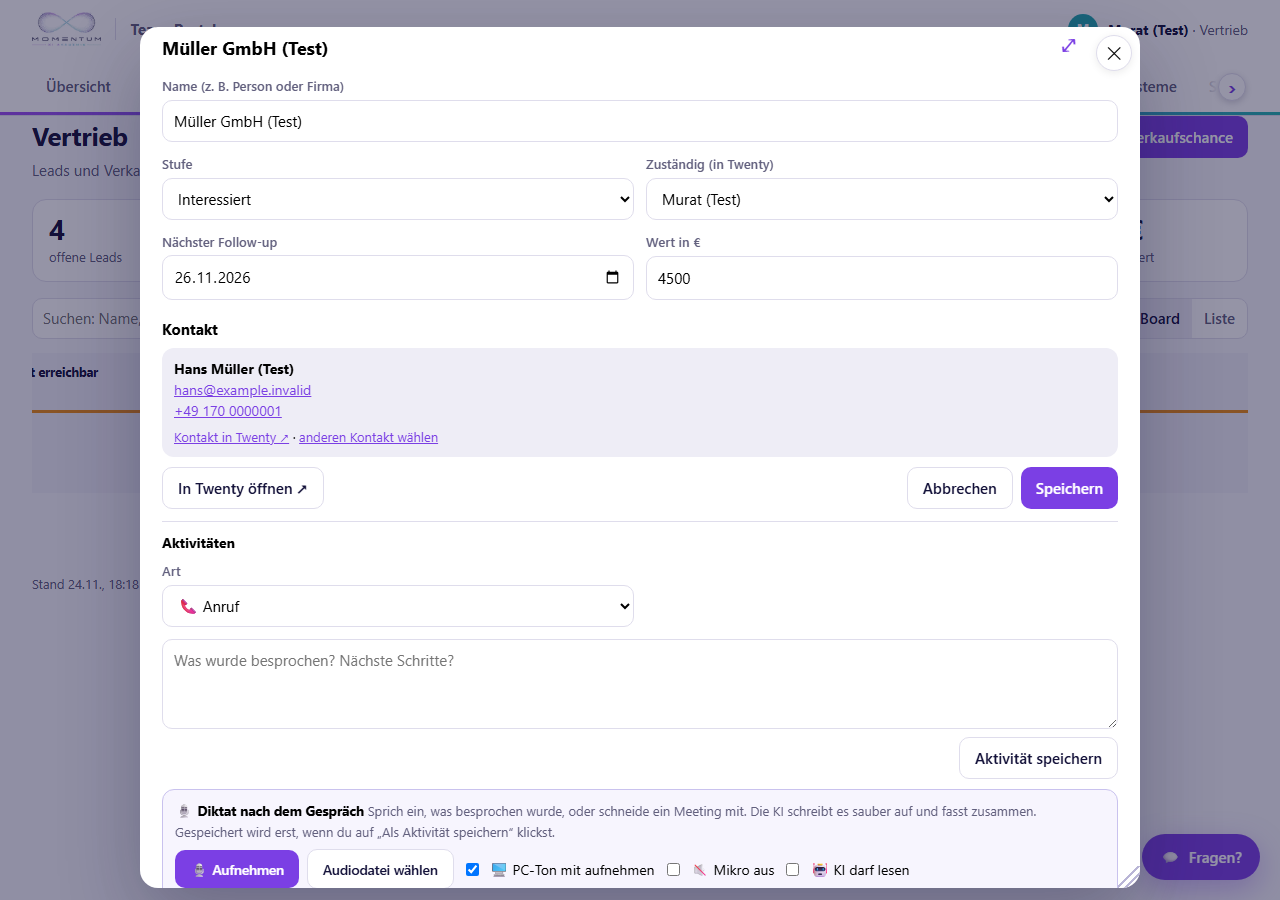 MOMENTUM
(Test) · Vertrieb
Müller GmbH (Test)
Übersicht
Name (z. B. Person oder Firma)
Müller GmbH (Test)
Vertrieb
Leads und Verka
erkaufschance
Stufe
Zuständig (in Twenty)
Interessiert
Murat (Test)
4
offene Leads
Nächster Follow-up
Wert in €
26.11.2026
4500
Suchen: Name,
Board
Liste
Kontakt
t erreichbar
Hans Müller (Test)
hans@example.invalid
+49 170 0000001
Kontakt in Twenty ↗ · anderen Kontakt wählen
In Twenty öffnen ↗
Abbrechen
Speichern
Aktivitäten
Art
Stand 24.11., 18:18
Anruf
Was wurde besprochen? Nächste Schritte?
Aktivität speichern
Diktat nach dem Gespräch Sprich ein, was besprochen wurde, oder schneide ein Meeting mit. Die KI schreibt es sauber auf und fasst zusammen.
Gespeichert wird erst, wenn du auf „Als Aktivität speichern“ klickst.
Aufnehmen
Audiodatei wählen
PC-Ton mit aufnehmen
Mikro aus
KI darf lesen
Fragen?